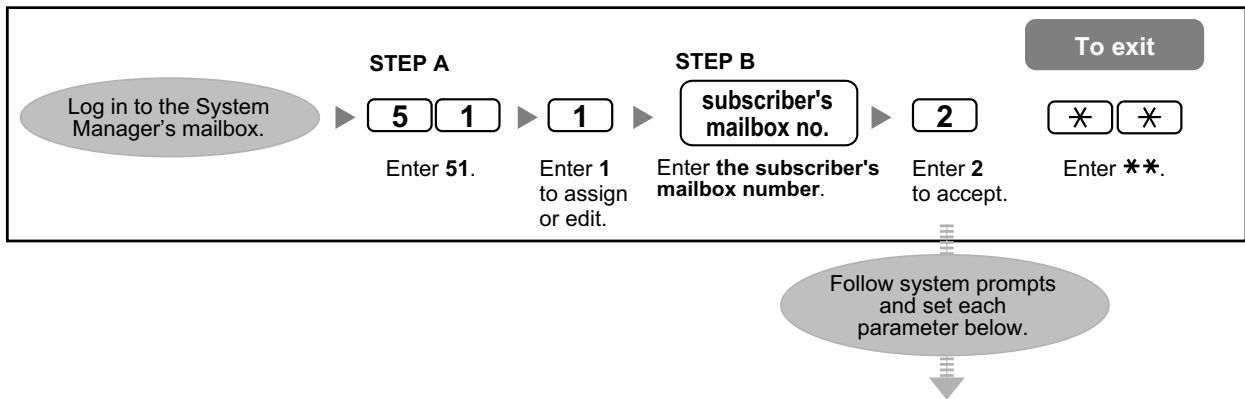 To exit
STEP A
STEP B
Log in to the System
Manager's mailbox.
5 1
1
subscriber's
mailbox no.
2
* *
Enter 51.
Enter 1
to assign
or edit.
Enter the subscriber's
mailbox number.
Enter 2
to accept.
Enter **.
Follow system prompts
and set each
parameter below.